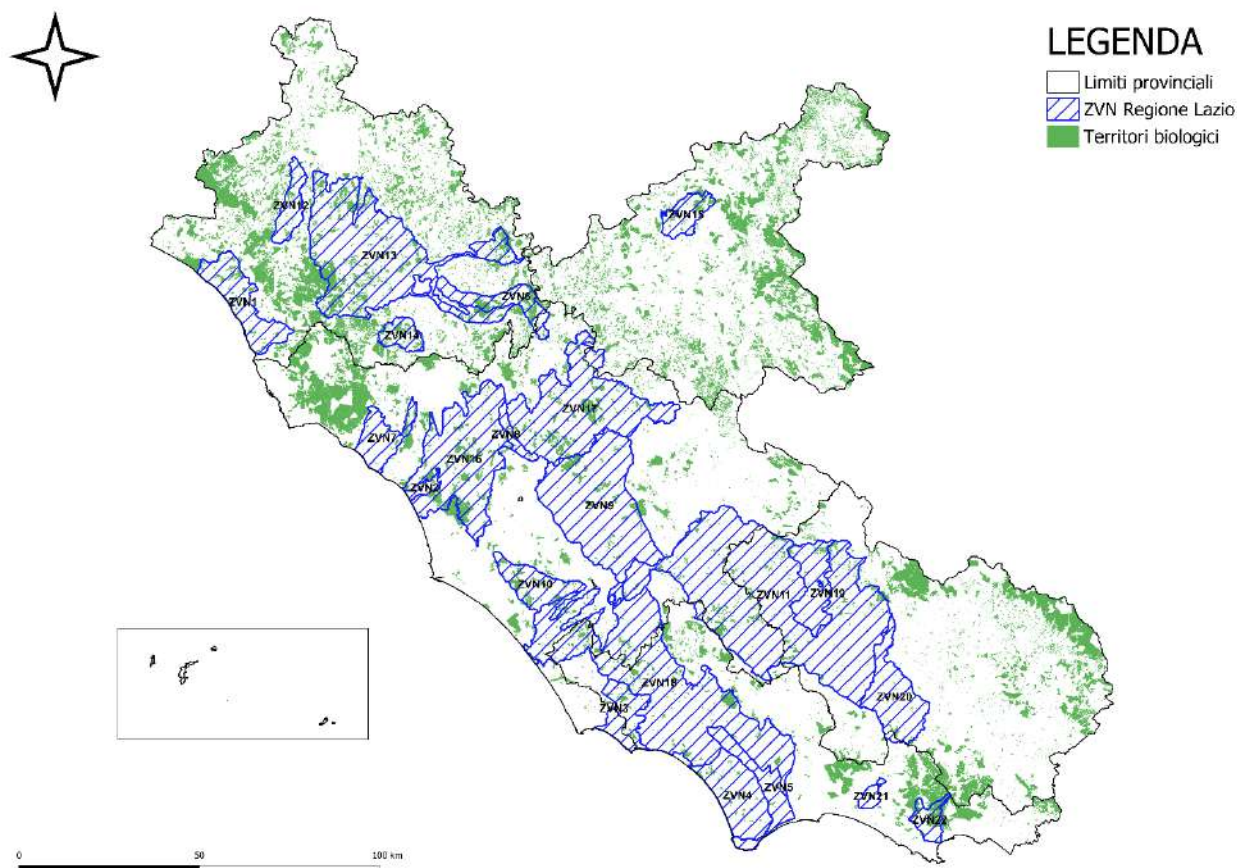 LEGENDA
Limiti provinciali
ZVN Regione Lazio
Territori biologici
ZVN15
ZVN12
ZVN13
ZVN6
ZVN1
ZVN14
ZVN17
ZVN7
ZVN8
ZVN16
ZVN2
ZVN9
ZVN10
ZVN11
ZVN19
ZVN18
ZVN20
ZVN3
ZVN4
ZVN5
ZVN21
ZVN22
0 50 100 km